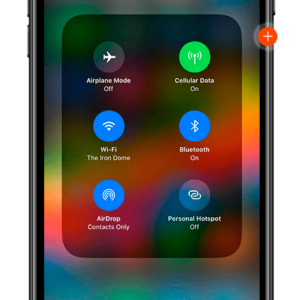 Airplane Mode
Off
Cellular Data
On
Wi-Fi
The Iron Dome
Bluetooth
On
AirDrop
Contacts Only
Personal Hotspot
Off